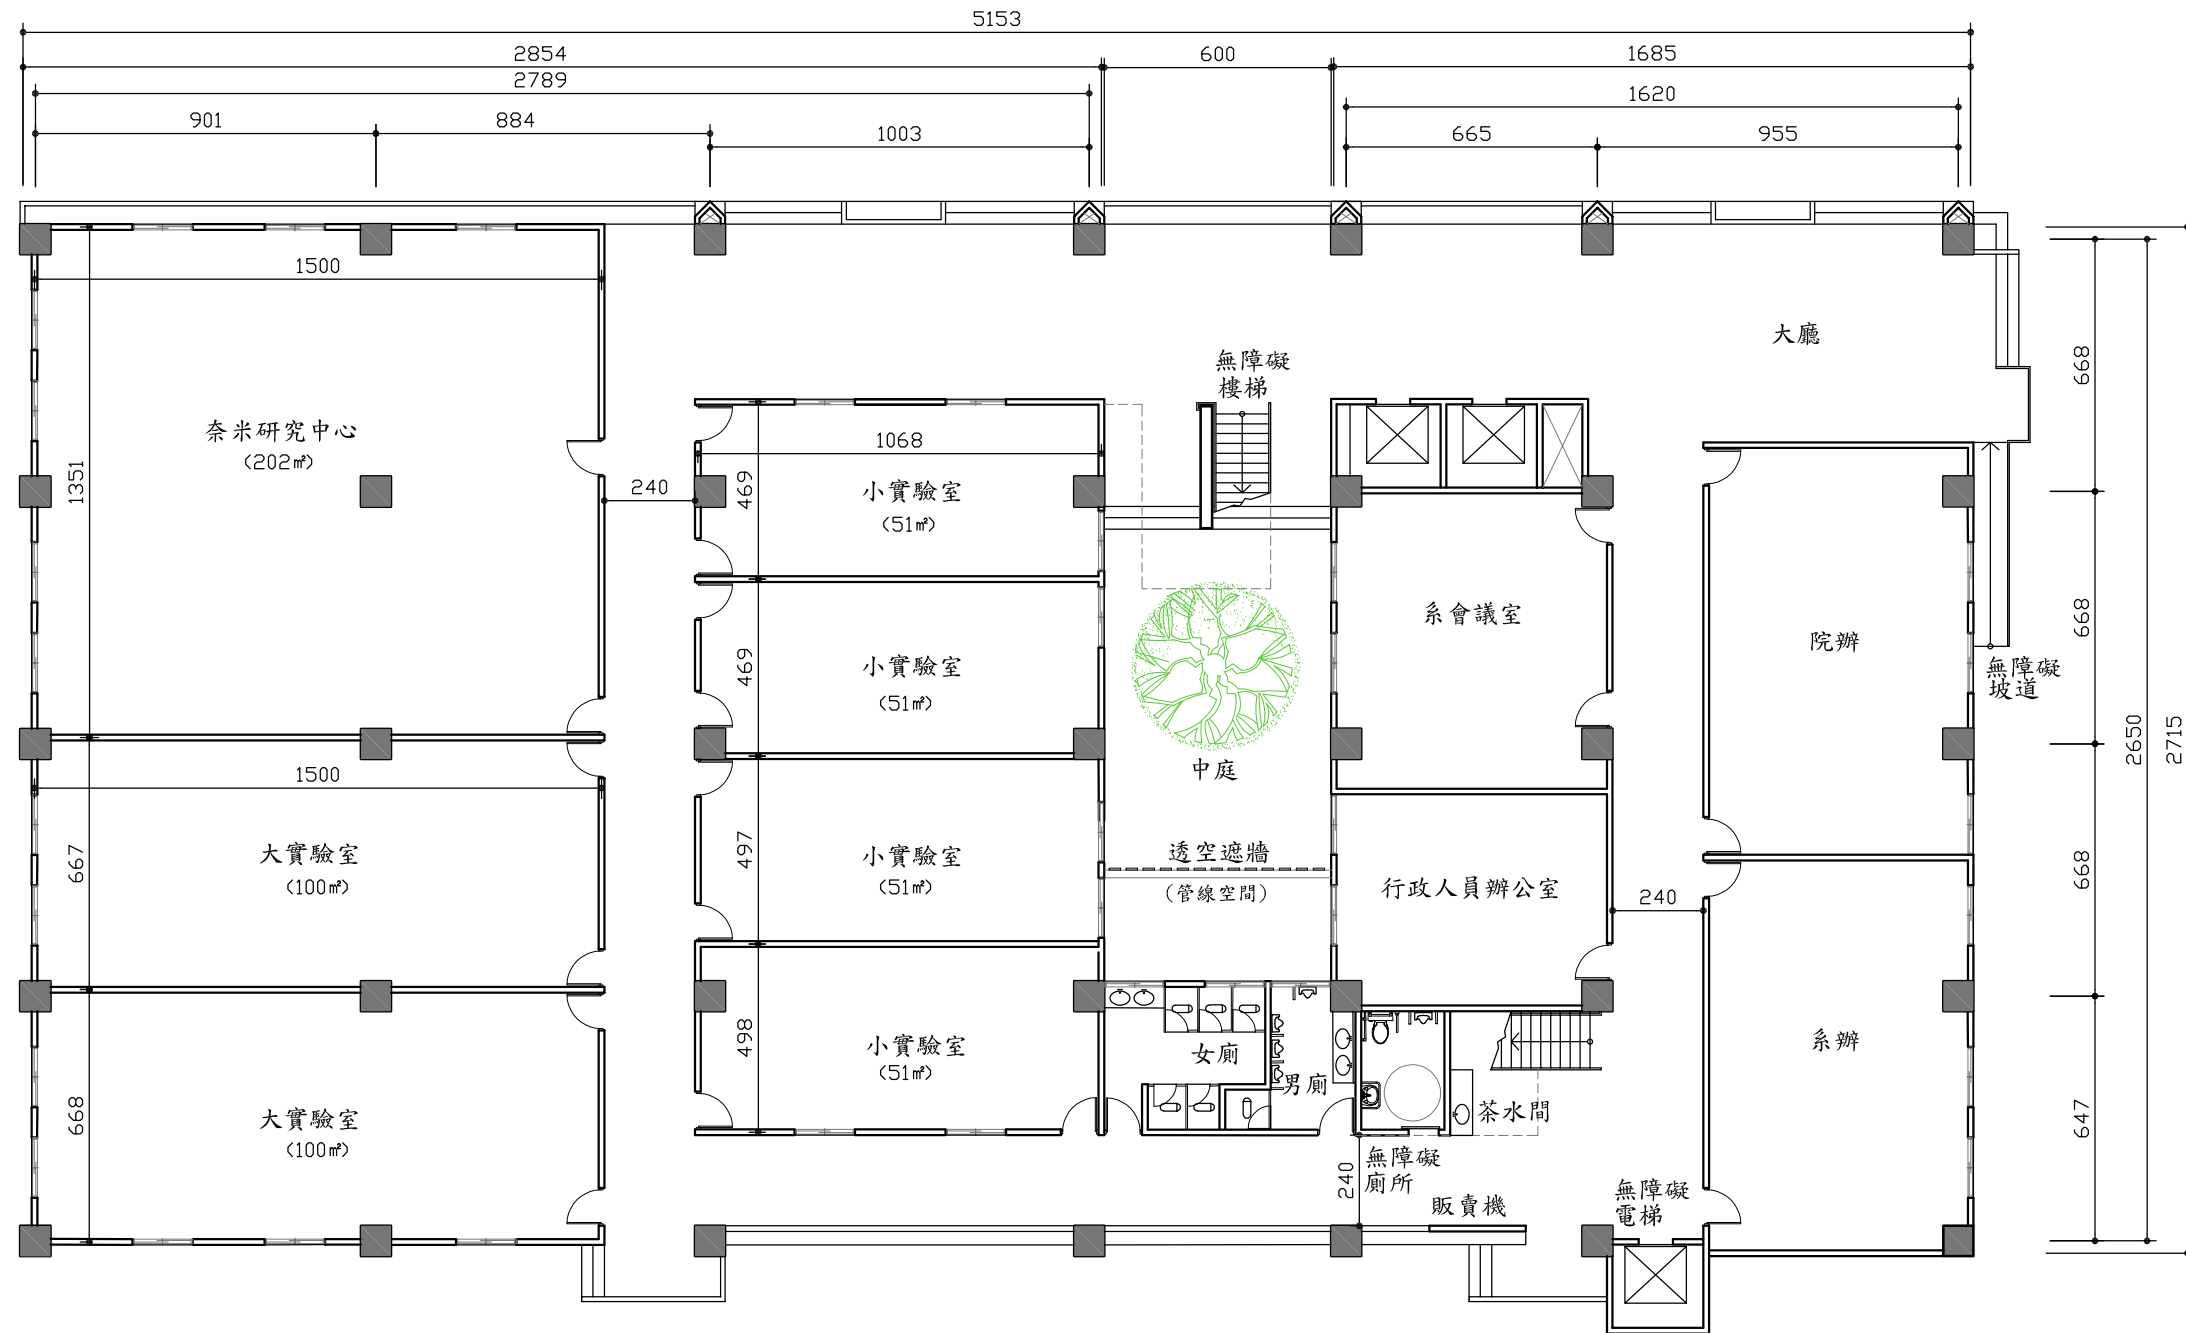 5153
2854
600
1685
2789
1620
901
884
1003
665
955
1500
大廳
無障礙
樓梯
668
奈米研究中心
(202㎡)
1351
1068
240
469
小實驗室
(51㎡)
系會議室
668
院辦
469
小實驗室
(51㎡)
無障礙
坡道
2650
2715
1500
中庭
667
大實驗室
(100㎡)
497
小實驗室
(51㎡)
透空遮牆
(管線空間)
行政人員辦公室
240
668
498
小實驗室
(51㎡)
女廁
男廁
系辦
668
大實驗室
(100㎡)
茶水間
647
240
無障礙
廁所
販賣機
無障礙
電梯